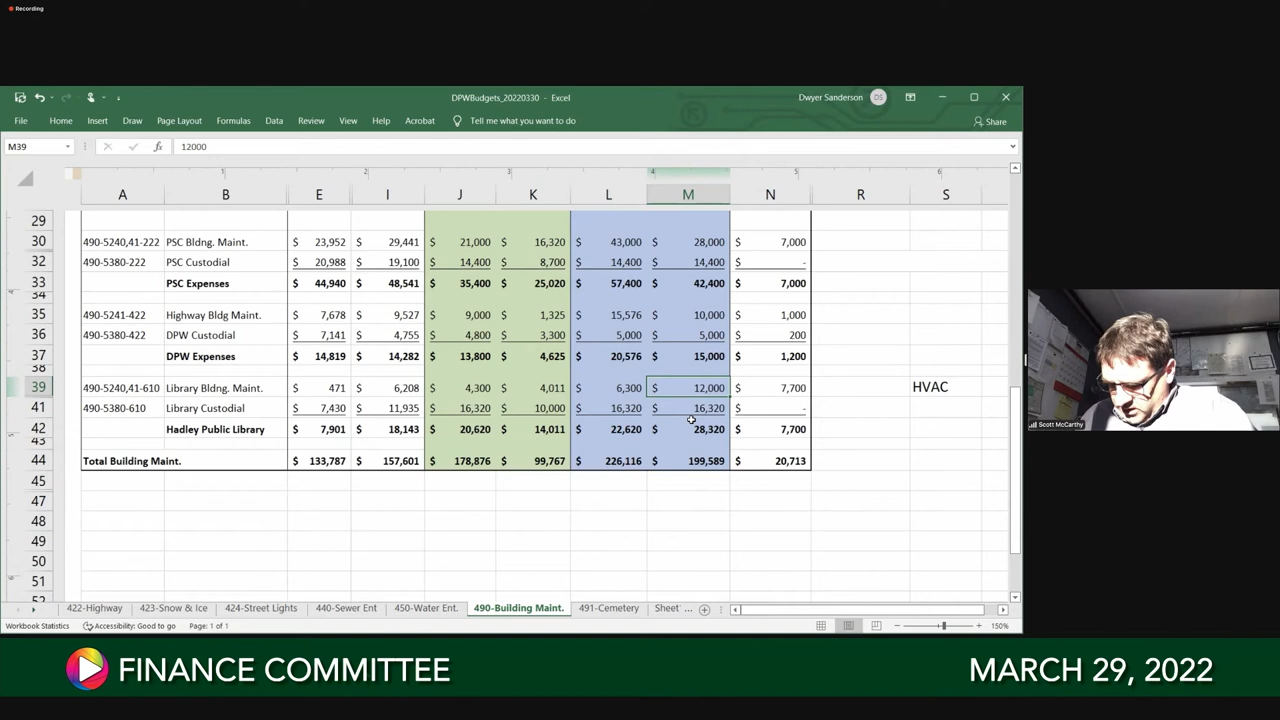 Recording
DPWBudgets_20220330 - Excel
Dwyer Sanderson DS
File Home Insert Draw Page Layout Formulas Data Review View Help Acrobat Tell me what you want to do Share
M39 fx 12000
1 2 3 4 5 6
A B E I J K L M N R S
29
30 490-5240,41-222 PSC Bldng. Maint. $ 23,952 $ 29,441 $ 21,000 $ 16,320 $ 43,000 $ 28,000 $ 7,000
32 490-5380-222 PSC Custodial $ 20,988 $ 19,100 $ 14,400 $ 8,700 $ 14,400 $ 14,400 $ -
33 PSC Expenses $ 44,940 $ 48,541 $ 35,400 $ 25,020 $ 57,400 $ 42,400 $ 7,000
34
35 490-5241-422 Highway Bldg Maint. $ 7,678 $ 9,527 $ 9,000 $ 1,325 $ 15,576 $ 10,000 $ 1,000
36 490-5380-422 DPW Custodial $ 7,141 $ 4,755 $ 4,800 $ 3,300 $ 5,000 $ 5,000 $ 200
37 DPW Expenses $ 14,819 $ 14,282 $ 13,800 $ 4,625 $ 20,576 $ 15,000 $ 1,200
38
39 490-5240,41-610 Library Bldng. Maint. $ 471 $ 6,208 $ 4,300 $ 4,011 $ 6,300 $ 12,000 $ 7,700 HVAC
41 490-5380-610 Library Custodial $ 7,430 $ 11,935 $ 16,320 $ 10,000 $ 16,320 $ 16,320 $ -
42 Hadley Public Library $ 7,901 $ 18,143 $ 20,620 $ 14,011 $ 22,620 $ 28,320 $ 7,700
43
44 Total Building Maint. $ 133,787 $ 157,601 $ 178,876 $ 99,767 $ 226,116 $ 199,589 $ 20,713
45
47
48
49
50
51
52
422-Highway 423-Snow & Ice 424-Street Lights 440-Sewer Ent 450-Water Ent. 490-Building Maint. 491-Cemetery Sheet ...
Workbook Statistics Accessibility: Good to go Page: 1 of 1 150%
Scott McCarthy
FINANCE COMMITTEE MARCH 29, 2022